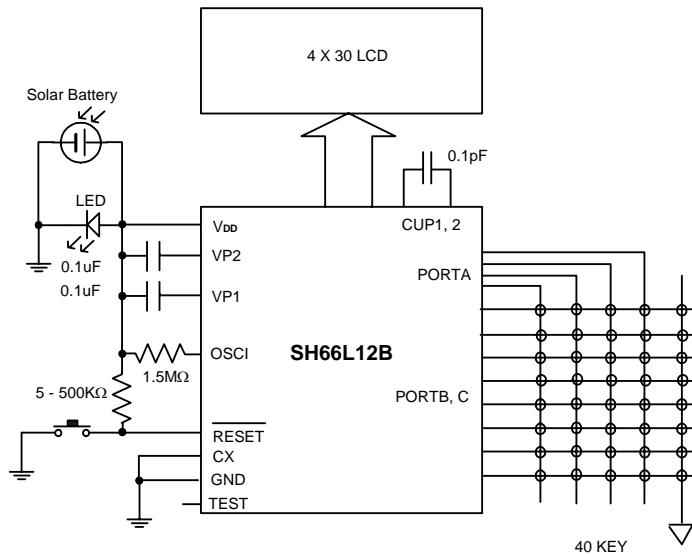 4 X 30 LCD
Solar Battery
0.1pF
LED
VDD
CUP1, 2
0.1uF
VP2
PORTA
0.1uF
VP1
OSCI
SH66L12B
1.5MΩ
5 - 500KΩ
PORTB, C
RESET
CX
GND
TEST
40 KEY